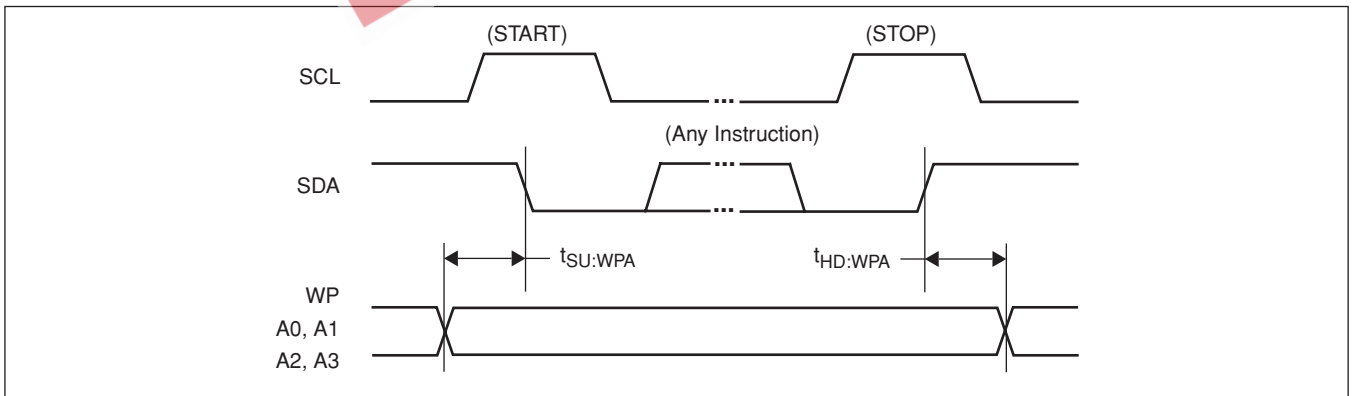 (START)
(STOP)
SCL
(Any Instruction)
SDA
tSU:WPA
tHD:WPA
WP
A0, A1
A2, A3